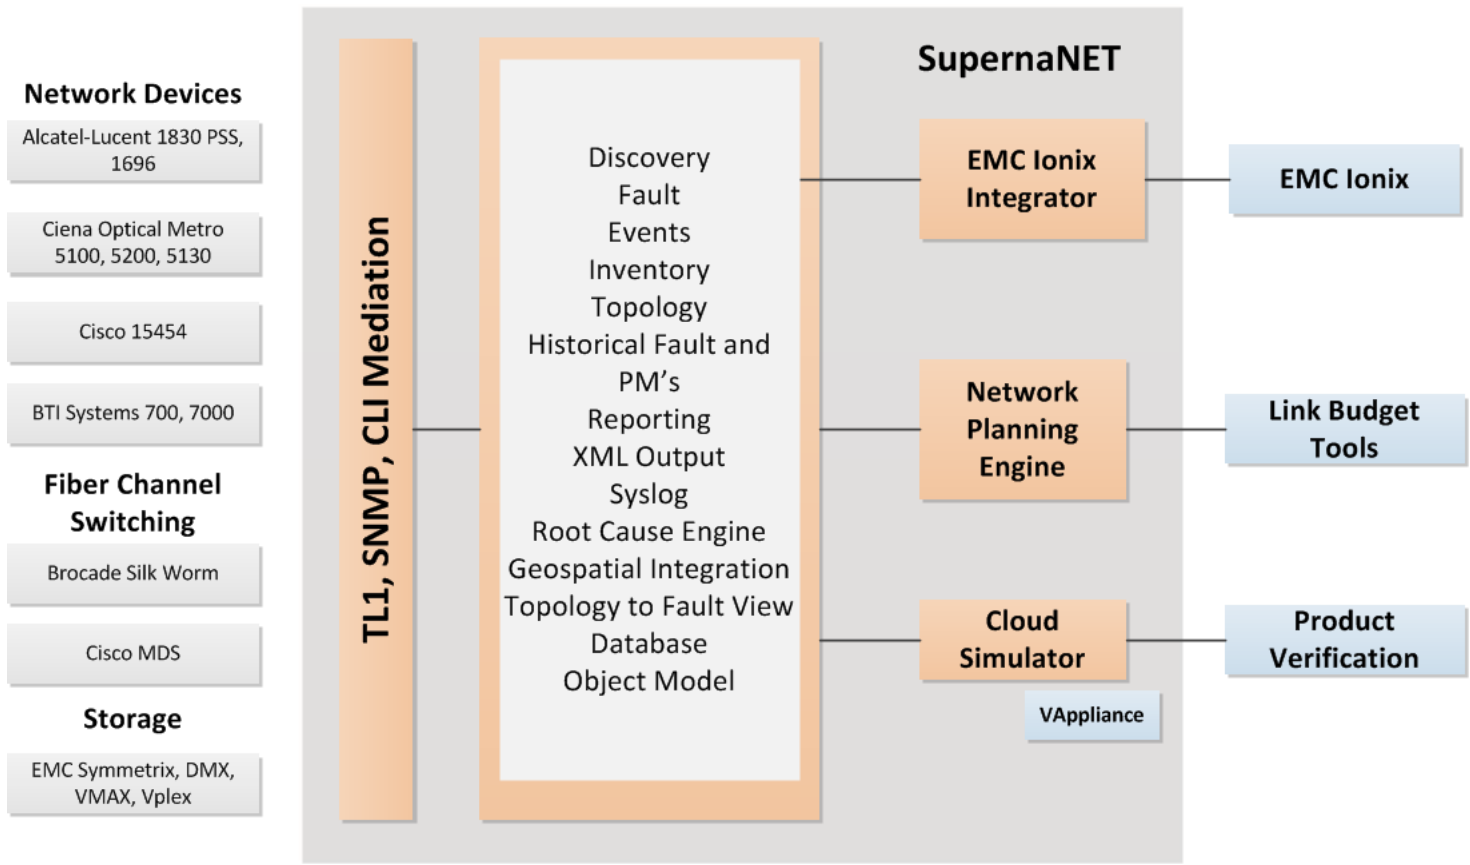 Network Devices
Alcatel-Lucent 1830 PSS,
1696
Ciena Optical Metro
5100, 5200, 5130
Cisco 15454
BTI Systems 700, 7000
Fiber Channel
Switching
Brocade Silk Worm
Cisco MDS
Storage
EMC Symmetrix, DMX,
VMAX, Vplex
TL1, SNMP, CLI Mediation
Discovery
Fault
Events
Inventory
Topology
Historical Fault and
PM’s
Reporting
XML Output
Syslog
Root Cause Engine
Geospatial Integration
Topology to Fault View
Database
Object Model
SupernaNET
EMC Ionix
Integrator
EMC Ionix
Network
Planning
Engine
Link Budget
Tools
Cloud
Simulator
VAppliance
Product
Verification